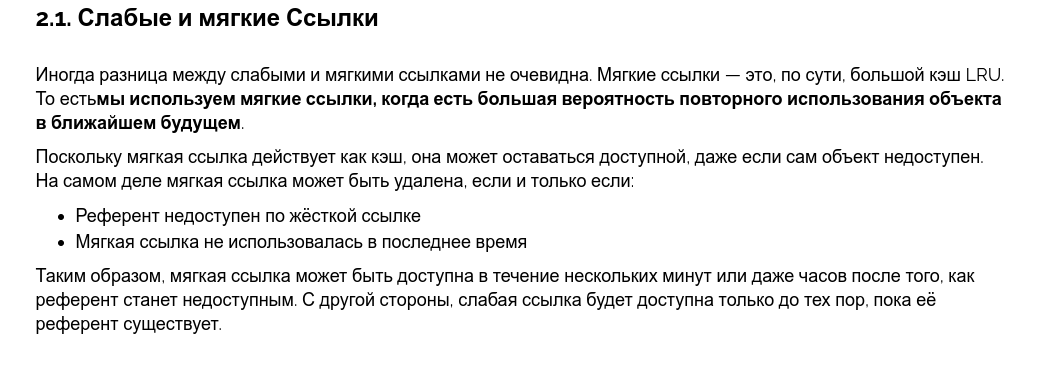 2.1. Слабые и мягкие Ссылки
Иногда разница между слабыми и мягкими ссылками не очевидна. Мягкие ссылки — это, по сути, большой кэш LRU.
То естьмы используем мягкие ссылки, когда есть большая вероятность повторного использования объекта
в ближайшем будущем.
Поскольку мягкая ссылка действует как кэш, она может оставаться доступной, даже если сам объект недоступен.
На самом деле мягкая ссылка может быть удалена, если и только если:
• Референт недоступен по жёсткой ссылке
• Мягкая ссылка не использовалась в последнее время
Таким образом, мягкая ссылка может быть доступна в течение нескольких минут или даже часов после того, как
референт станет недоступным. С другой стороны, слабая ссылка будет доступна только до тех пор, пока её
референт существует.